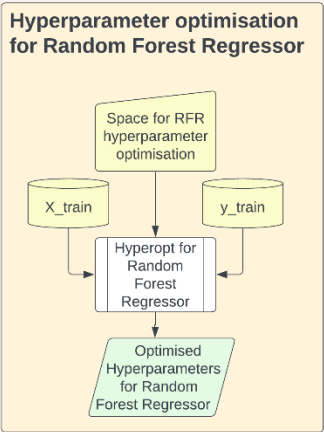 Hyperparameter optimisation
for Random Forest Regressor
Space for RFR
hyperparameter
optimisation
X_train
y_train
Hyperopt for
Random
Forest
Regressor
Optimised
Hyperparameters
for Random
Forest Regressor